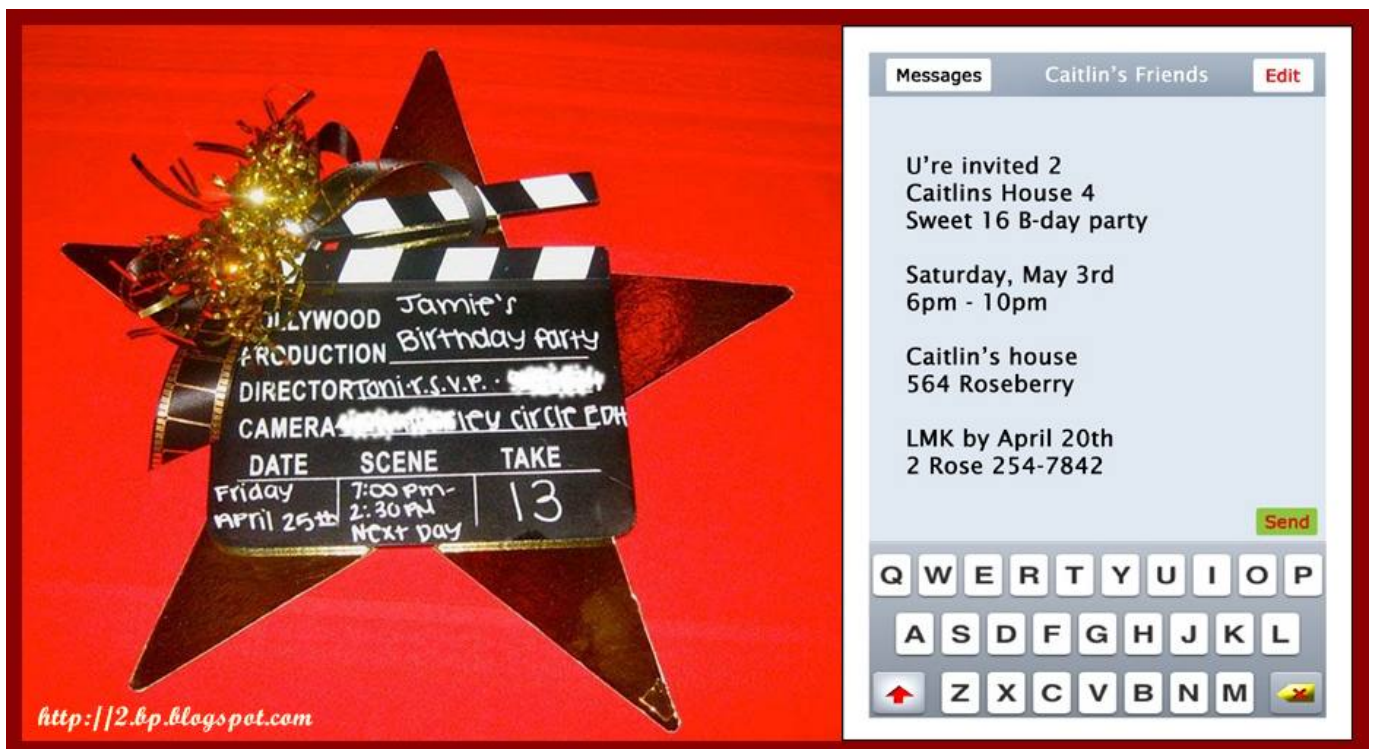 HOLLYWOOD Jamie's
PRODUCTION Birthday Party
DIRECTOR Toni·r.s.v.p.·
CAMERA circle EDH
DATE SCENE TAKE
Friday 7:00 pm- 13
April 25th 2:30 PM
Next Day
http://2.bp.blogspot.com
Messages Caitlin's Friends Edit
U're invited 2
Caitlins House 4
Sweet 16 B-day party
Saturday, May 3rd
6pm - 10pm
Caitlin's house
564 Roseberry
LMK by April 20th
2 Rose 254-7842
Send
Q W E R T Y U I O P
A S D F G H J K L
Z X C V B N M